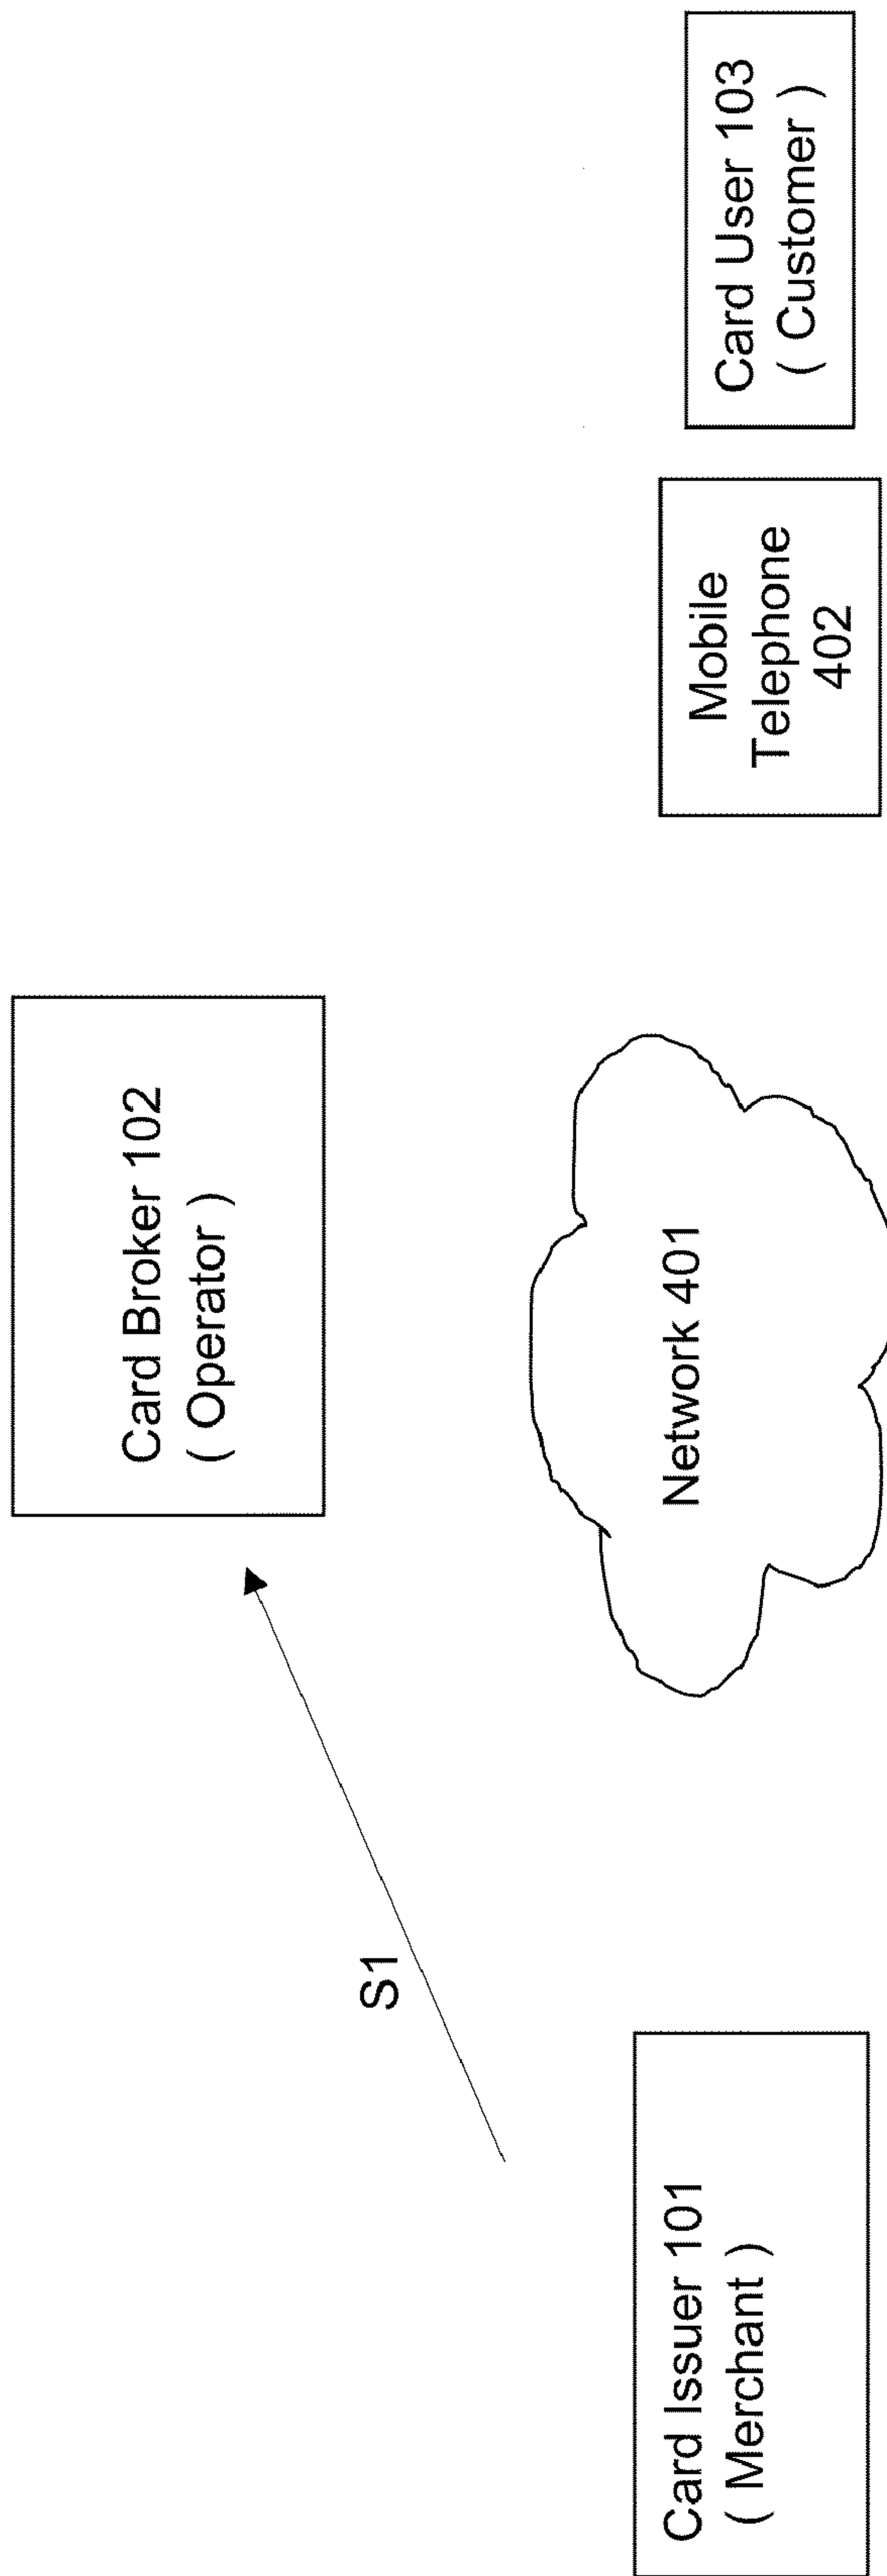 Card Broker 102
( Operator )
S1
Card Issuer 101
( Merchant )
Network 401
Mobile
Telephone
402
Card User 103
( Customer )